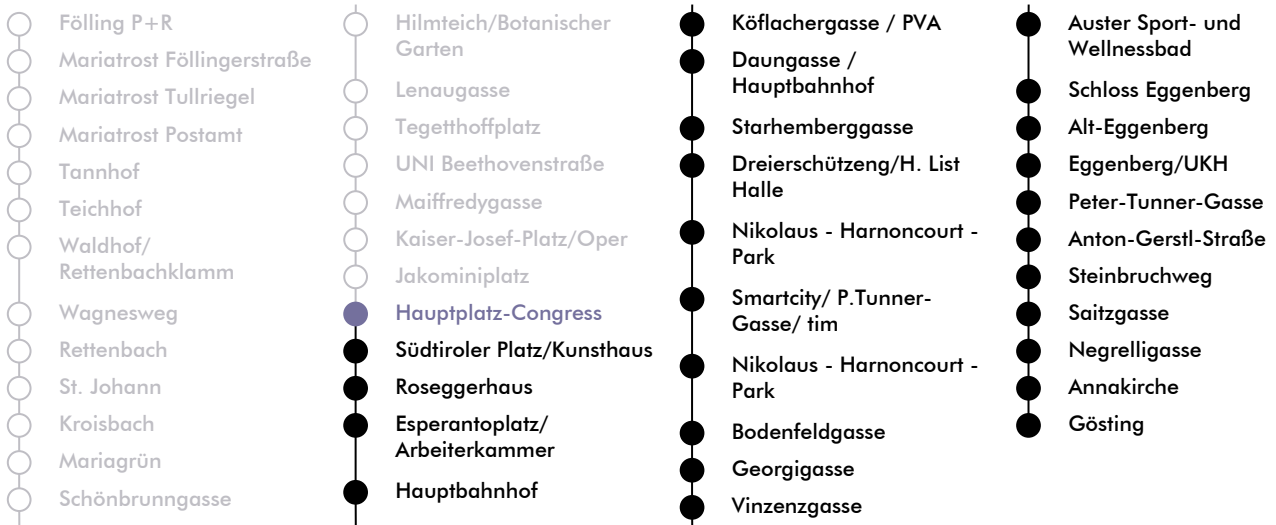 Fölling P+R
Mariatrost Föllingerstraße
Mariatrost Tullriegel
Mariatrost Postamt
Tannhof
Teichhof
Waldhof/
Rettenbachklamm
Wagnesweg
Rettenbach
St. Johann
Kroisbach
Mariagrün
Schönbrunngasse
Hilmteich/Botanischer
Garten
Lenaugasse
Tegetthoffplatz
UNI Beethovenstraße
Maiffredygasse
Kaiser-Josef-Platz/Oper
Jakominiplatz
Hauptplatz-Congress
Südtiroler Platz/Kunsthaus
Roseggerhaus
Esperantoplatz/
Arbeiterkammer
Hauptbahnhof
Köflachergasse / PVA
Daungasse /
Hauptbahnhof
Starhemberggasse
Dreierschützeng/H. List
Halle
Nikolaus - Harnoncourt -
Park
Smartcity/ P.Tunner-
Gasse/ tim
Nikolaus - Harnoncourt -
Park
Bodenfeldgasse
Georgigasse
Vinzenzgasse
Auster Sport- und
Wellnessbad
Schloss Eggenberg
Alt-Eggenberg
Eggenberg/UKH
Peter-Tunner-Gasse
Anton-Gerstl-Straße
Steinbruchweg
Saitzgasse
Negrelligasse
Annakirche
Gösting